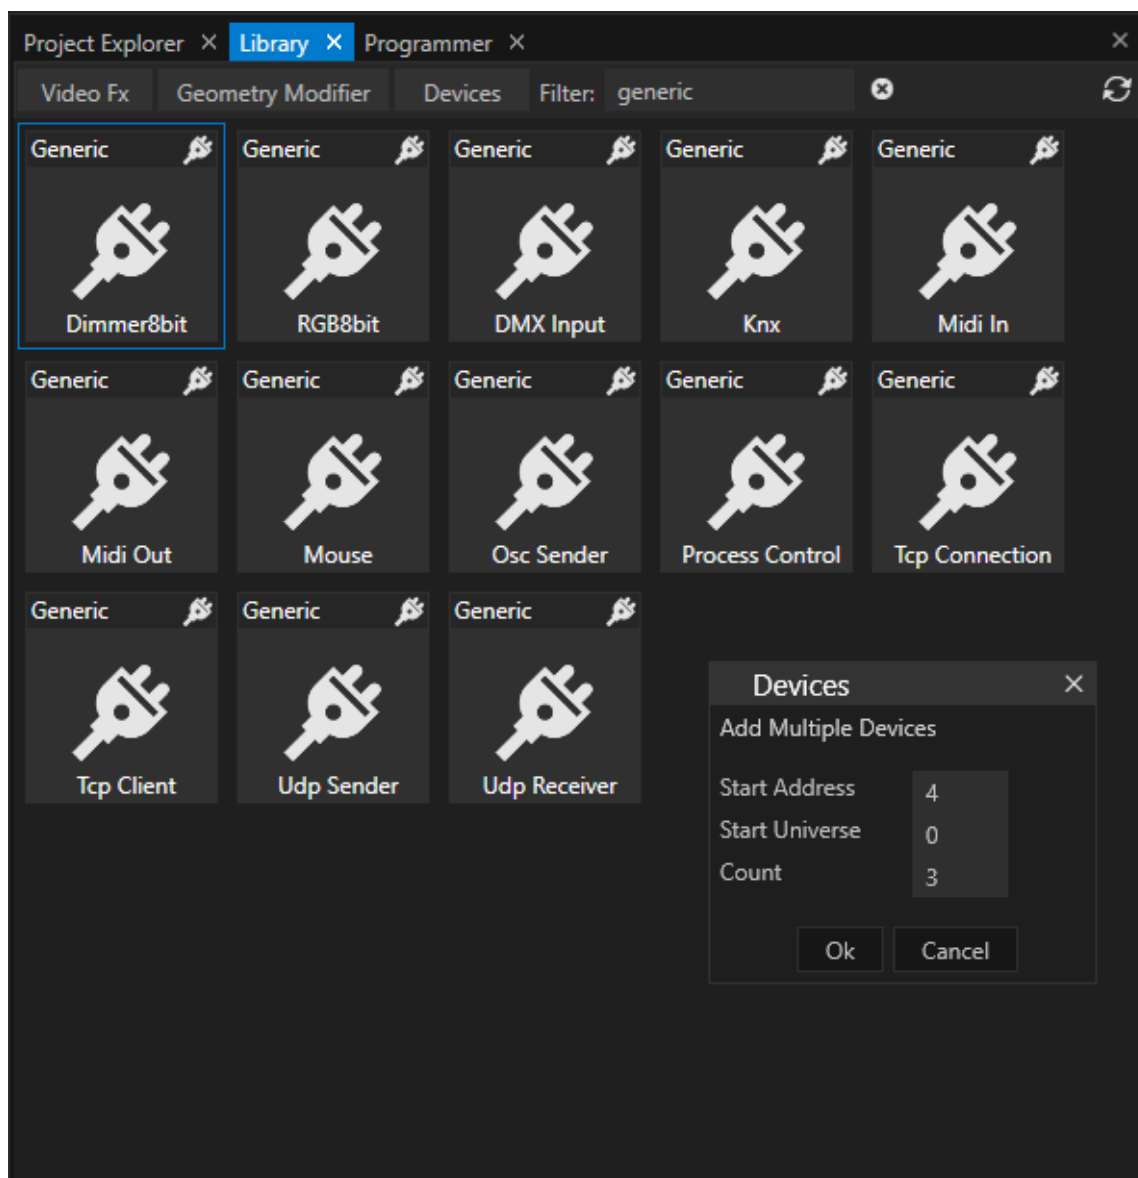 Project Explorer Library Programmer
Video Fx Geometry Modifier Devices Filter: generic
Generic Generic Generic Generic Generic
Dimmer8bit RGB8bit DMX Input Knx Midi In
Generic Generic Generic Generic Generic
Midi Out Mouse Osc Sender Process Control Tcp Connection
Generic Generic Generic
Tcp Client Udp Sender Udp Receiver
Devices
Add Multiple Devices
Start Address 4
Start Universe 0
Count 3
Ok Cancel